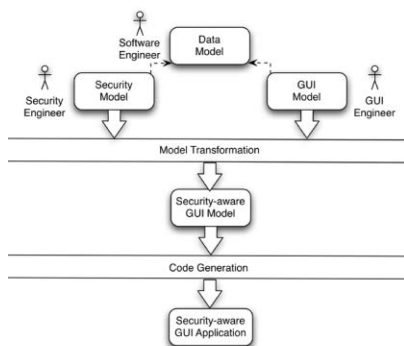 Software
Engineer
Data
Model
Security
Engineer
Security
Model
GUI
Model
GUI
Engineer
Model Transformation
Security-aware
GUI Model
Code Generation
Security-aware
GUI Application